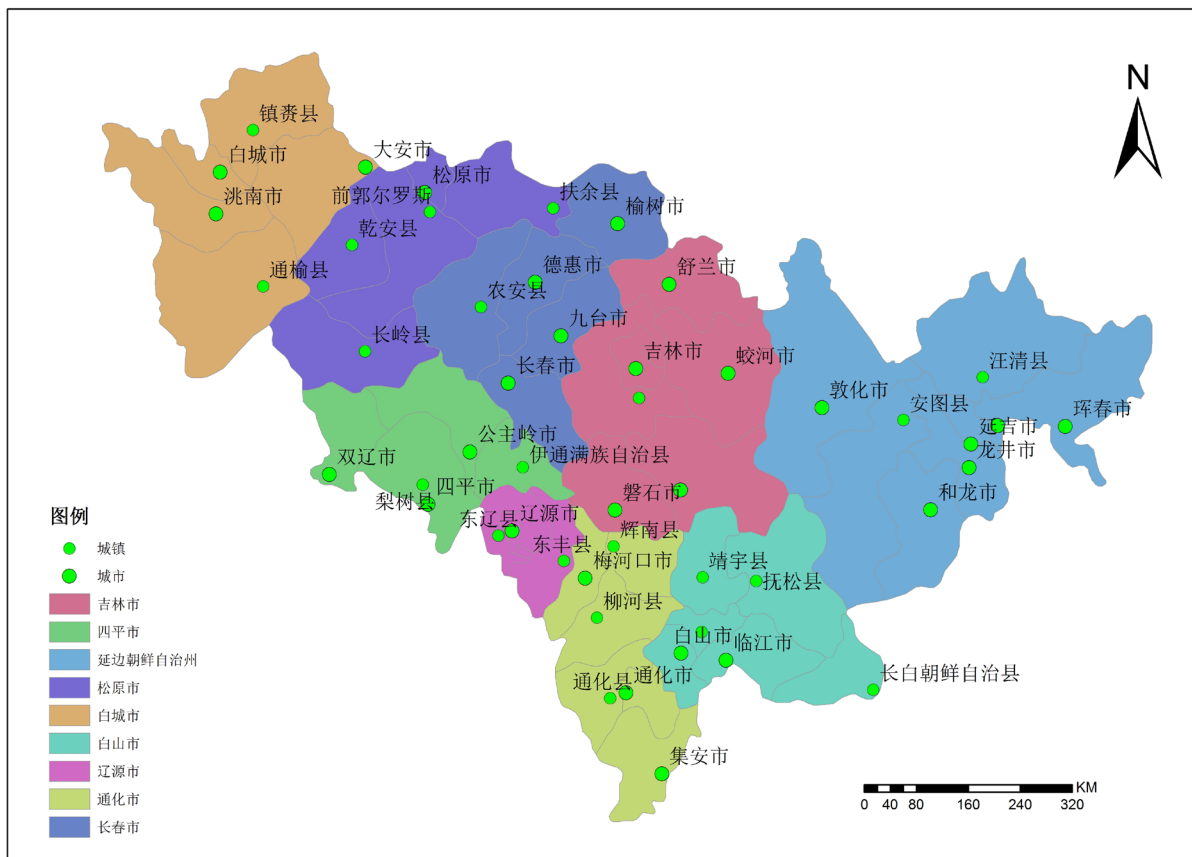 N
镇赉县
白城市
大安市
洮南市
松原市
前郭尔罗斯
扶余县
榆树市
乾安县
通榆县
德惠市
舒兰市
农安县
九台市
长岭县
吉林市
蛟河市
汪清县
长春市
敦化市
安图县
珲春市
延吉市
公主岭市
龙井市
双辽市
伊通满族自治县
四平市
和龙市
梨树县
磐石市
东辽县
辽源市
辉南县
东丰县
梅河口市
靖宇县
抚松县
柳河县
白山市
临江市
长白朝鲜自治县
通化县
通化市
集安市
图例
城镇
城市
吉林市
四平市
延边朝鲜自治州
松原市
白城市
白山市
辽源市
通化市
长春市
KM
0 40 80 160 240 320